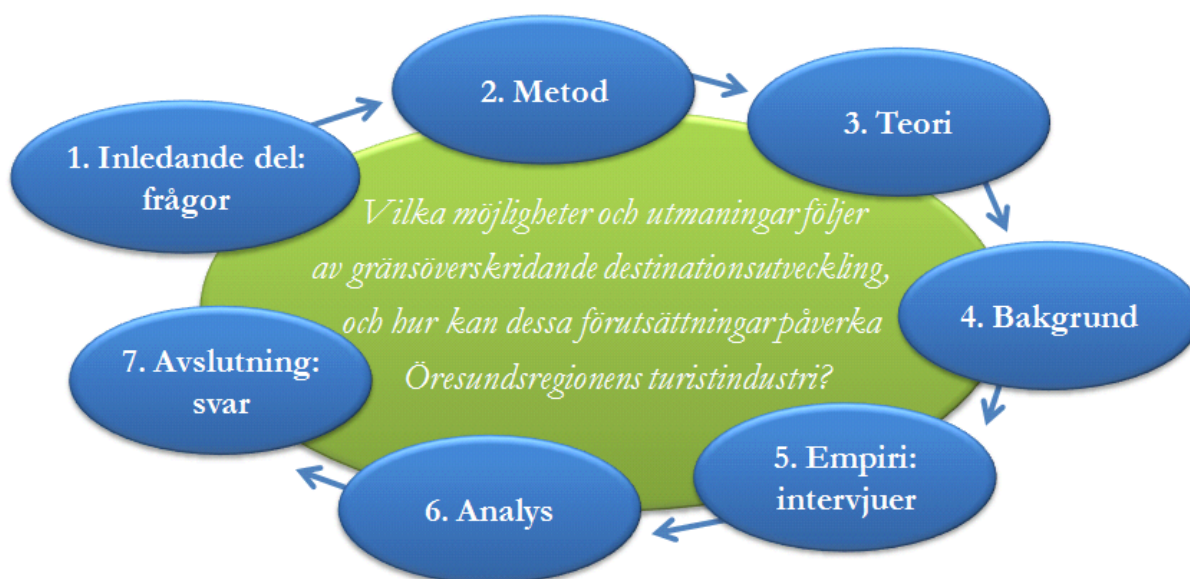 1. Inledande del:
frågor
2. Metod
3. Teori
4. Bakgrund
5. Empiri:
intervjuer
6. Analys
7. Avslutning:
svar
Vilka möjligheter och utmaningar följer
av gränsöverskridande destinationsutveckling,
och hur kan dessa förutsättningar påverka
Öresundsregionens turistindustri?